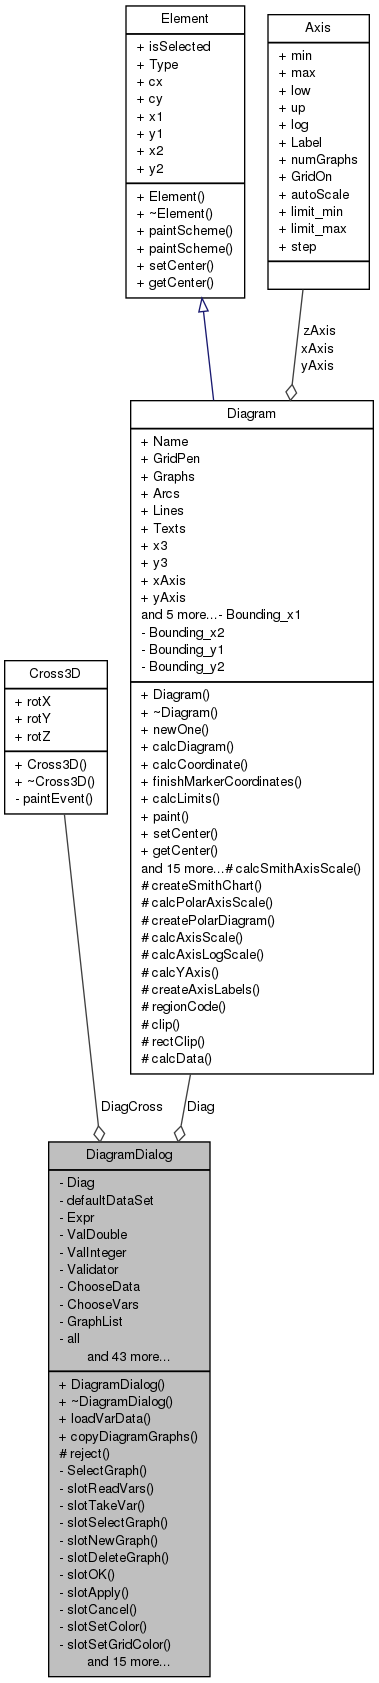 Element
+ isSelected
+ Type
+ cx
+ cy
+ x1
+ y1
+ x2
+ y2
+ Element()
+ ~Element()
+ paintScheme()
+ paintScheme()
+ setCenter()
+ getCenter()
Axis
+ min
+ max
+ low
+ up
+ log
+ Label
+ numGraphs
+ GridOn
+ autoScale
+ limit_min
+ limit_max
+ step
zAxis
xAxis
yAxis
Diagram
+ Name
+ GridPen
+ Graphs
+ Arcs
+ Lines
+ Texts
+ x3
+ y3
+ xAxis
+ yAxis
and 5 more...- Bounding_x1
- Bounding_x2
- Bounding_y1
- Bounding_y2
+ Diagram()
+ ~Diagram()
+ newOne()
+ calcDiagram()
+ calcCoordinate()
+ finishMarkerCoordinates()
+ calcLimits()
+ paint()
+ setCenter()
+ getCenter()
and 15 more...# calcSmithAxisScale()
# createSmithChart()
# calcPolarAxisScale()
# createPolarDiagram()
# calcAxisScale()
# calcAxisLogScale()
# calcYAxis()
# createAxisLabels()
# regionCode()
# clip()
# rectClip()
# calcData()
Cross3D
+ rotX
+ rotY
+ rotZ
+ Cross3D()
+ ~Cross3D()
- paintEvent()
DiagCross
Diag
DiagramDialog
- Diag
- defaultDataSet
- Expr
- ValDouble
- ValInteger
- Validator
- ChooseData
- ChooseVars
- GraphList
- all
and 43 more...
+ DiagramDialog()
+ ~DiagramDialog()
+ loadVarData()
+ copyDiagramGraphs()
# reject()
- SelectGraph()
- slotReadVars()
- slotTakeVar()
- slotSelectGraph()
- slotNewGraph()
- slotDeleteGraph()
- slotOK()
- slotApply()
- slotCancel()
- slotSetColor()
- slotSetGridColor()
and 15 more...